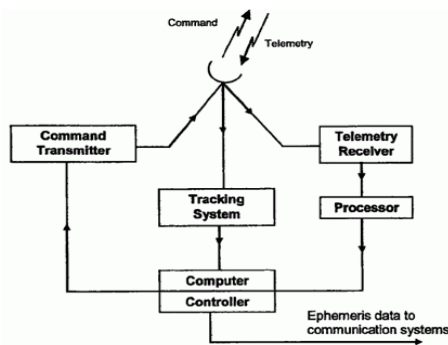 Command
Telemetry
Command
Transmitter
Telemetry
Receiver
Tracking
System
Processor
Computer
Controller
Ephemeris data to
communication systems